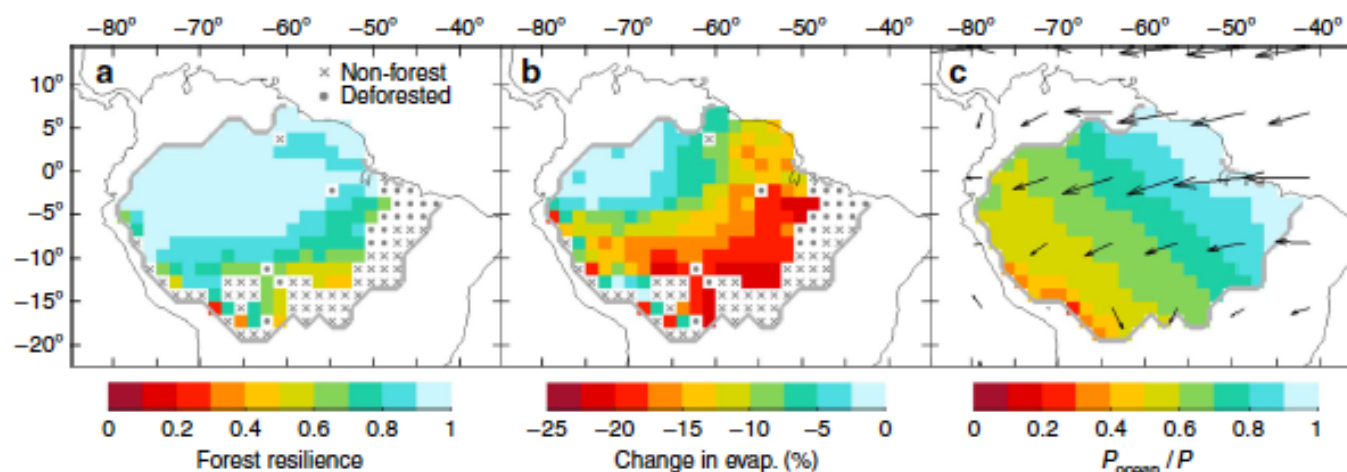 −80° −70° −60° −50° −40° −80° −70° −60° −50° −40° −80° −70° −60° −50° −40°
a × Non-forest b c
• Deforested
10°
5°
0°
−5°
−10°
−15°
−20°
0 0.2 0.4 0.6 0.8 1 −25 −20 −15 −10 −5 0 0 0.2 0.4 0.6 0.8 1
Forest resilience Change in evap. (%) P_ocean / P